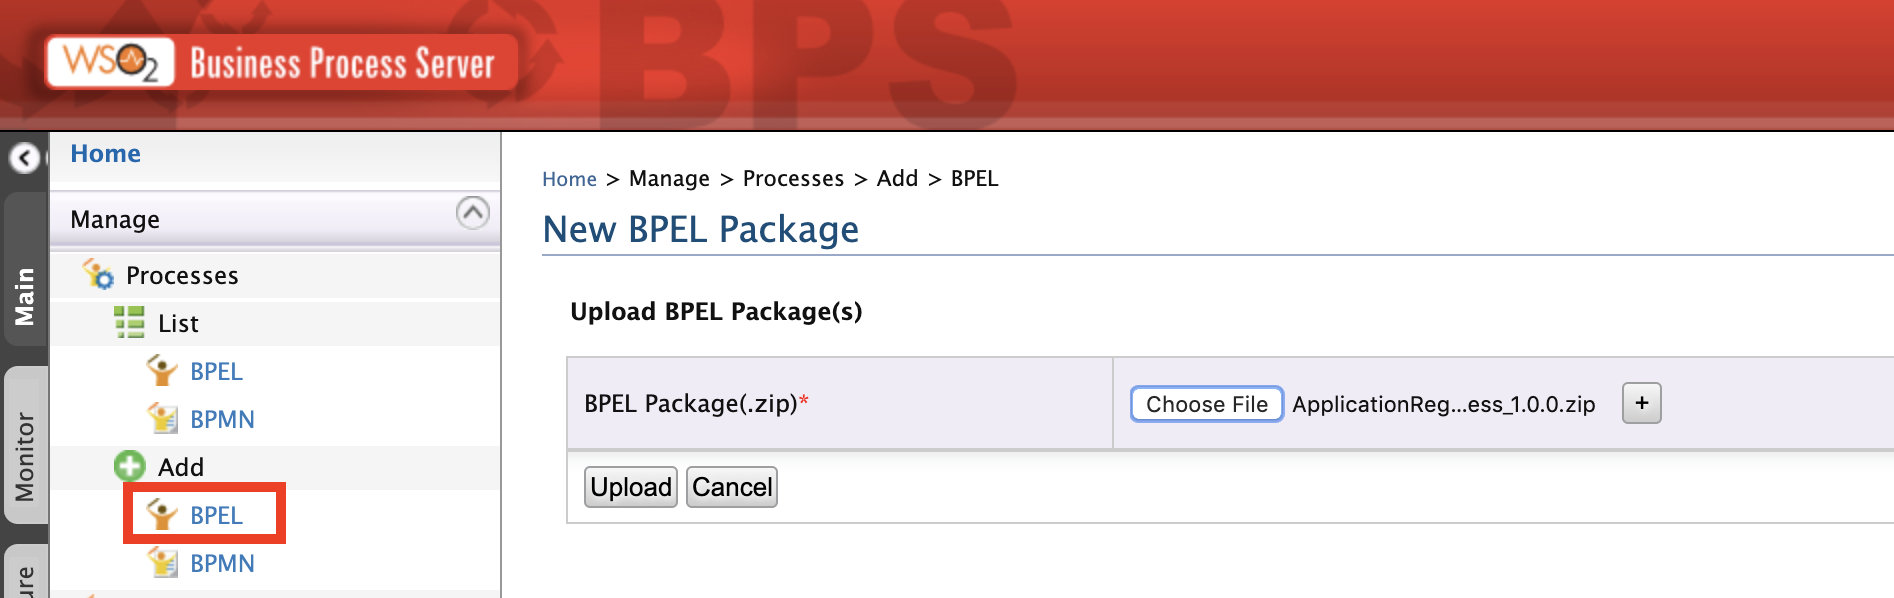 BPS
WSO2 Business Process Server
Home
Manage
Processes
List
BPEL
BPMN
Add
BPEL
BPMN
Main
Monitor
ure
Home > Manage > Processes > Add > BPEL
New BPEL Package
Upload BPEL Package(s)
BPEL Package(.zip)*
Choose File ApplicationReg...ess_1.0.0.zip +
Upload Cancel